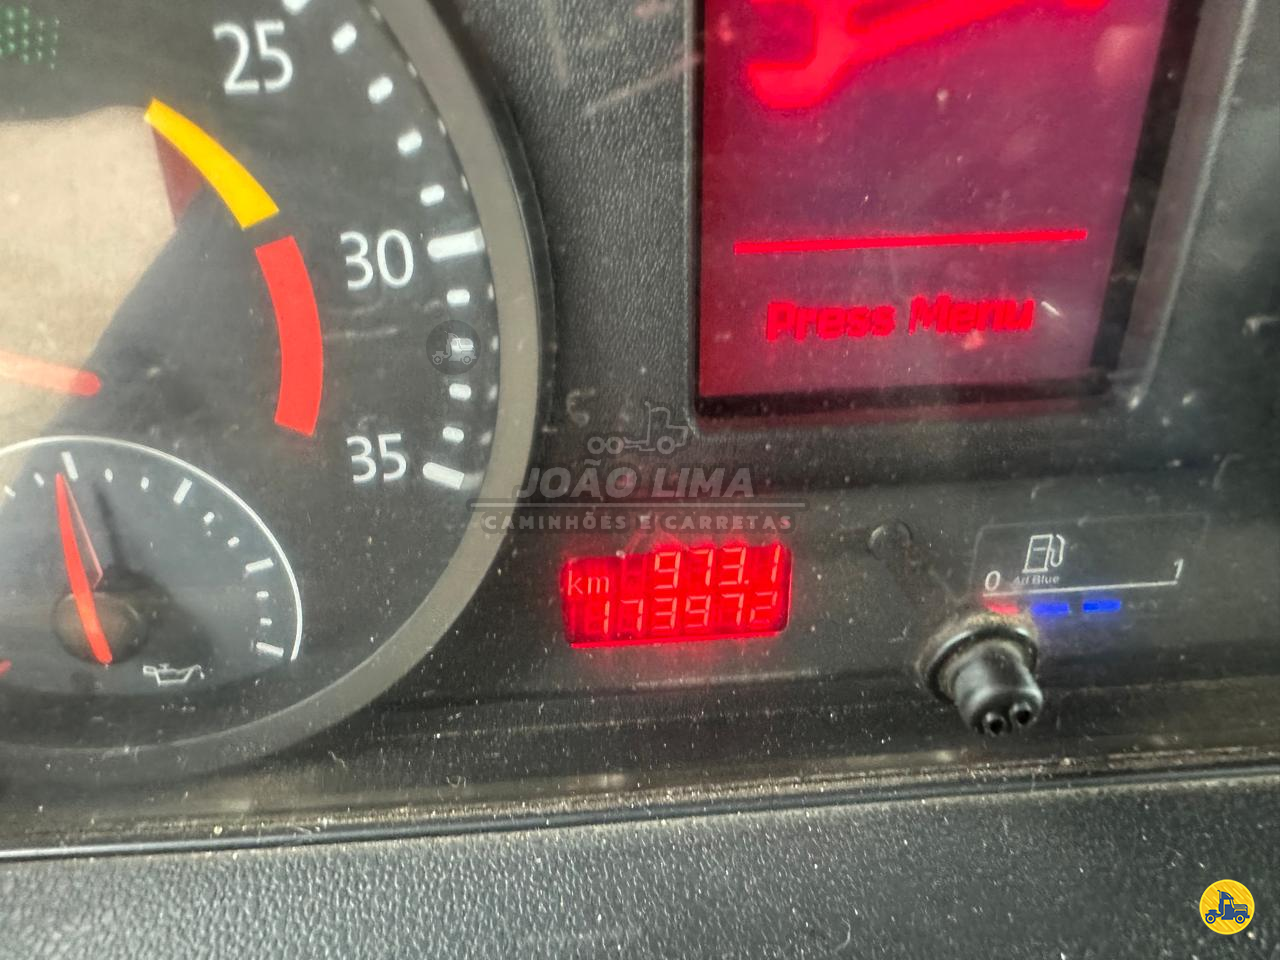 25
30
35
Press Menu
JOÃO LIMA
CAMINHÕES E CARRETAS
km 973.1
173972
0 1
Ad Blue